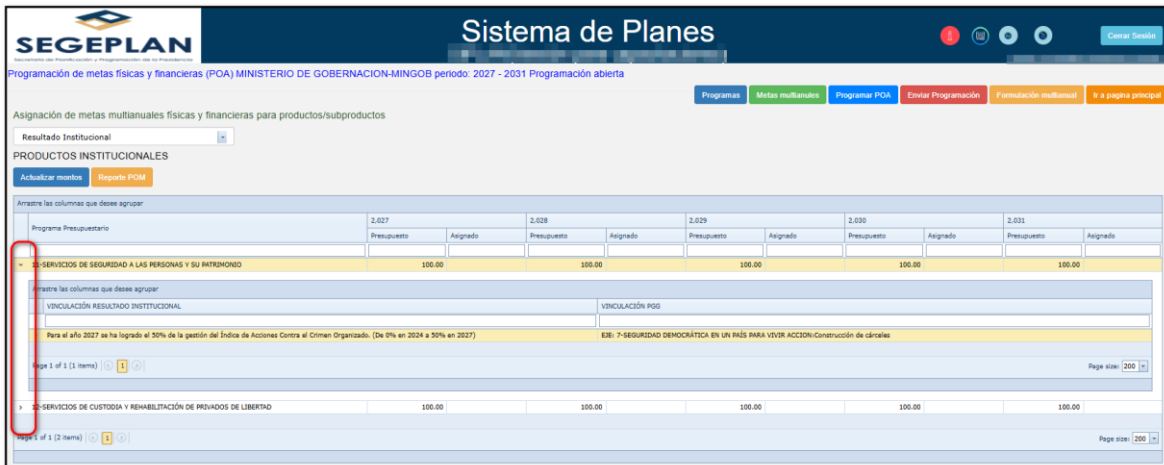 SEGEPLAN
Secretaría de Planificación y Programación de la Presidencia
Sistema de Planes
Cerrar Sesión
Programación de metas físicas y financieras (POA) MINISTERIO DE GOBERNACION-MINGOB periodo: 2027 - 2031 Programación abierta
Programas Metas multianules Programar POA Enviar Programación Formulación multianual Ir a pagina principal
Asignación de metas multianuales físicas y financieras para productos/subproductos
Resultado Institucional
PRODUCTOS INSTITUCIONALES
Actualizar montos Reporte POM
Arrastre las columnas que desee agrupar
Programa Presupuestario 2,027 2,028 2,029 2,030 2,031
Presupuesto Asignado Presupuesto Asignado Presupuesto Asignado Presupuesto Asignado Presupuesto Asignado
11-SERVICIOS DE SEGURIDAD A LAS PERSONAS Y SU PATRIMONIO 100.00 100.00 100.00 100.00 100.00
Arrastre las columnas que desee agrupar
VINCULACIÓN RESULTADO INSTITUCIONAL VINCULACIÓN PGG
Para el año 2027 se ha logrado el 50% de la gestión del Índice de Acciones Contra el Crimen Organizado. (De 0% en 2024 a 50% en 2027) EJE: 7-SEGURIDAD DEMOCRÁTICA EN UN PAÍS PARA VIVIR ACCION:Construcción de cárceles
Page 1 of 1 (1 items) 1 Page size: 200
12-SERVICIOS DE CUSTODIA Y REHABILITACIÓN DE PRIVADOS DE LIBERTAD 100.00 100.00 100.00 100.00 100.00
Page 1 of 1 (2 items) 1 Page size: 200